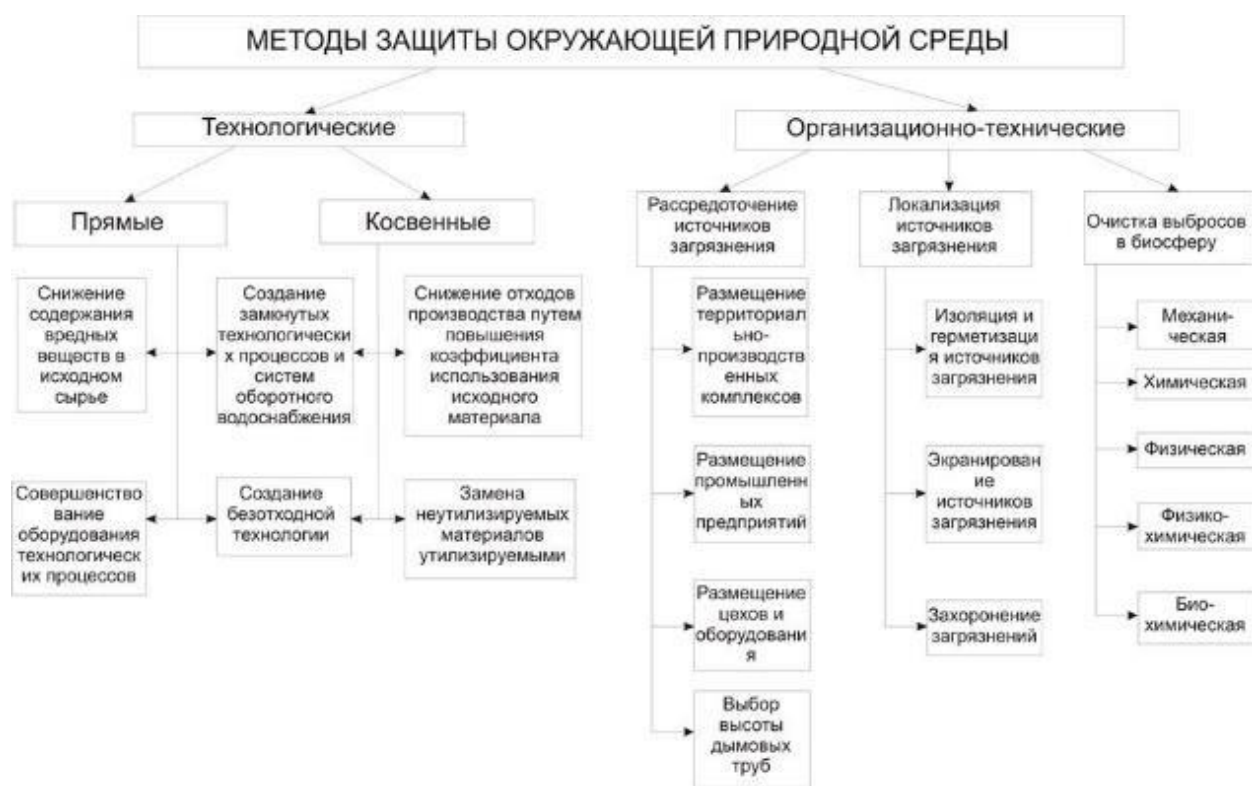 МЕТОДЫ ЗАЩИТЫ ОКРУЖАЮЩЕЙ ПРИРОДНОЙ СРЕДЫ
Технологические
Организационно-технические
Прямые
Косвенные
Рассредоточение
источников
загрязнения
Локализация
источников
загрязнения
Очистка выбросов
в биосферу
Снижение
содержания
вредных
веществ в
исходном
сырье
Создание
замкнутых
технологически
х процессов и
систем
оборотного
водоснабжения
Снижение отходов
производства путем
повышения
коэффициента
использования
исходного
материала
Совершенство
вание
оборудования
технологическ
их процессов
Создание
безотходной
технологии
Замена
неутилизируемых
материалов
утилизируемыми
Размещение
территориал
ьно-
производств
енных
комплексов
Размещение
промышленн
ых
предприятий
Размещение
цехов и
оборудовани
я
Выбор
высоты
дымовых
труб
Изоляция и
герметизаци
я источников
загрязнения
Экранирован
ие
источников
загрязнения
Захоронение
загрязнений
Механи-
ческая
Химическая
Физическая
Физико-
химическая
Био-
химическая